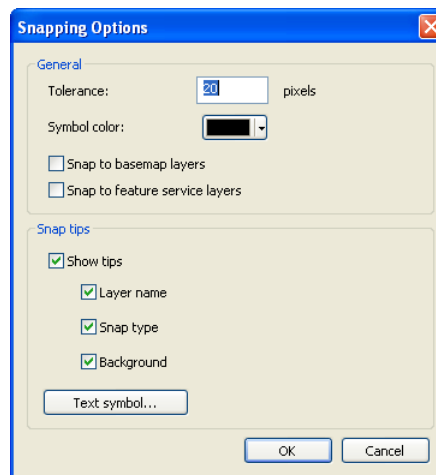 Snapping Options
General
Tolerance: 20 pixels
Symbol color:
Snap to basemap layers
Snap to feature service layers
Snap tips
Show tips
Layer name
Snap type
Background
Text symbol...
OK Cancel